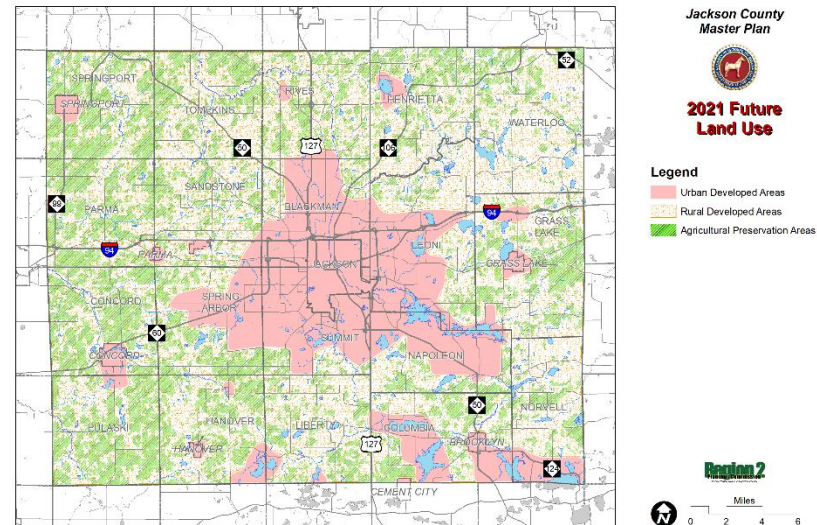 Jackson County
Master Plan
2021 Future
Land Use
Legend
Urban Developed Areas
Rural Developed Areas
Agricultural Preservation Areas
SPRINGPORT
SPRINGPORT
TOMPKINS
RIVES
HENRIETTA
52
WATERLOO
50
127
106
SANDSTONE
99
PARMA
BLACKMAN
94
GRASS
LAKE
94
PARMA
LEONI
JACKSON
GRASS LAKE
CONCORD
SPRING
ARBOR
60
SUMMIT
CONCORD
NAPOLEON
50
NORVELL
PULASKI
HANOVER
LIBERTY
COLUMBIA
HANOVER
127
BROOKLYN
124
CEMENT CITY
Region 2
Miles
N
0 1 2 4 6